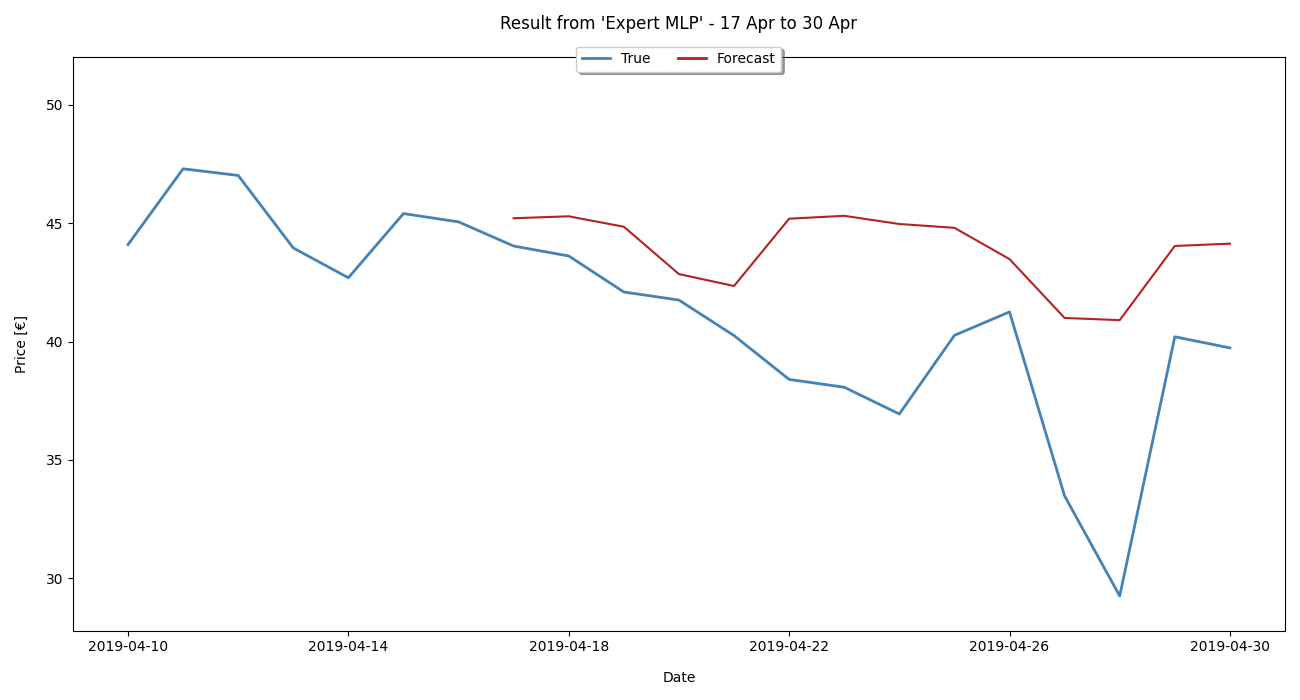 Result from 'Expert MLP' - 17 Apr to 30 Apr
True Forecast
50
45
40
35
30
Price [€]
2019-04-10 2019-04-14 2019-04-18 2019-04-22 2019-04-26 2019-04-30
Date